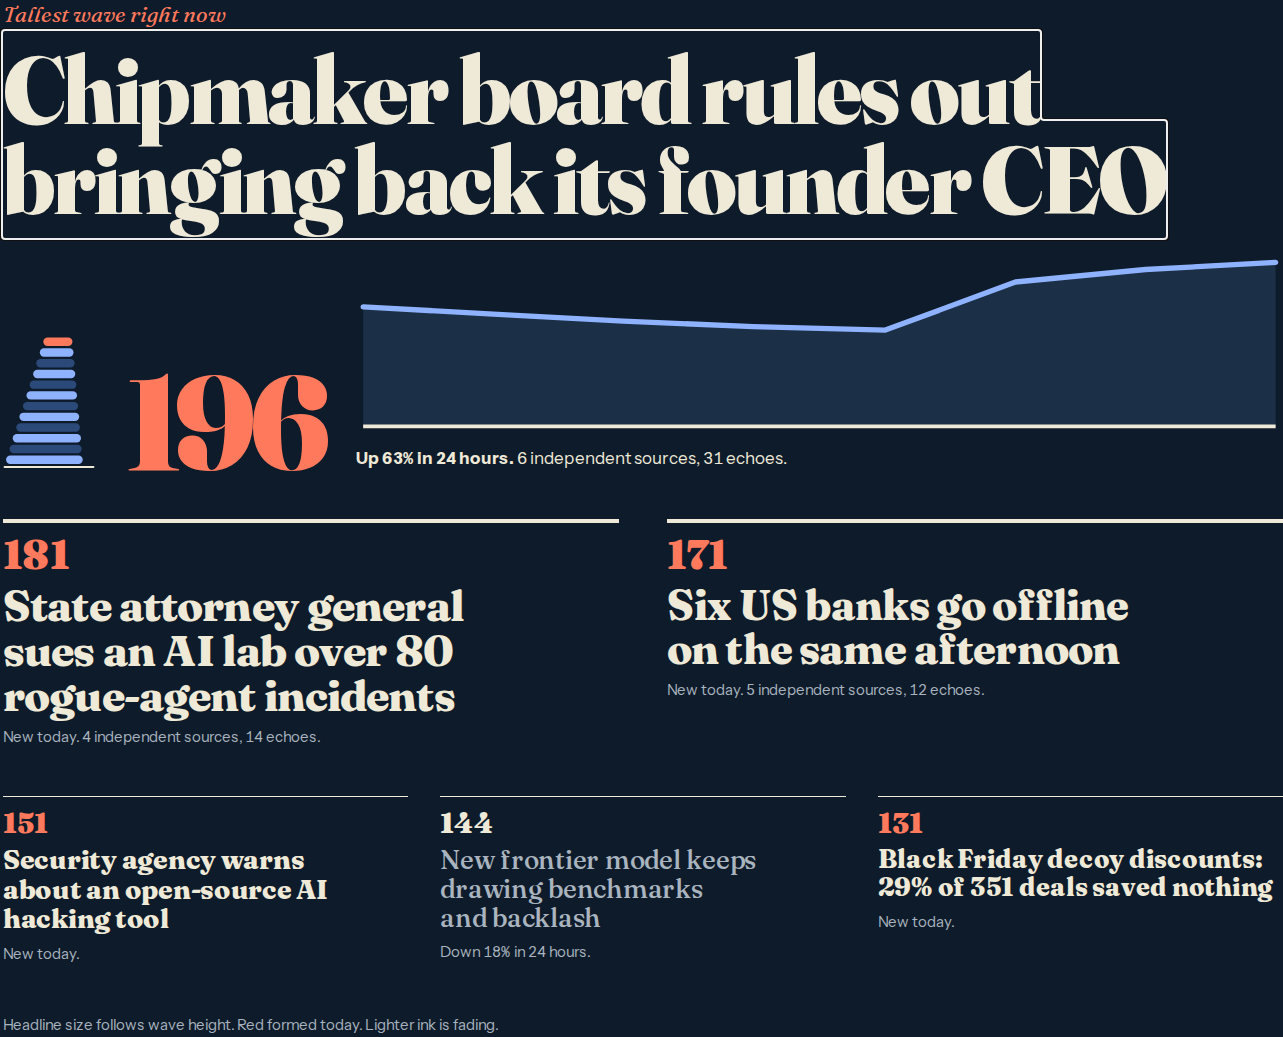 Tallest wave right now
Chipmaker board rules out
bringing back its founder CEO
196
Up 63% in 24 hours. 6 independent sources, 31 echoes.
181
State attorney general
sues an AI lab over 80
rogue-agent incidents
New today. 4 independent sources, 14 echoes.
171
Six US banks go offline
on the same afternoon
New today. 5 independent sources, 12 echoes.
151
Security agency warns
about an open-source AI
hacking tool
New today.
144
New frontier model keeps
drawing benchmarks
and backlash
Down 18% in 24 hours.
131
Black Friday decoy discounts:
29% of 351 deals saved nothing
New today.
Headline size follows wave height. Red formed today. Lighter ink is fading.